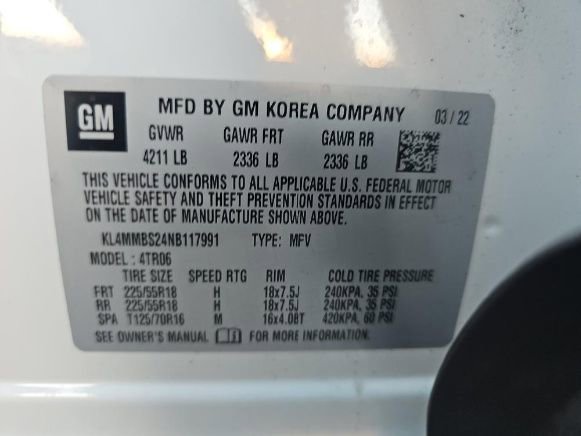 GM MFD BY GM KOREA COMPANY 03/22
GVWR GAWR FRT GAWR RR
4211 LB 2336 LB 2336 LB
THIS VEHICLE CONFORMS TO ALL APPLICABLE U.S. FEDERAL MOTOR
VEHICLE SAFETY AND THEFT PREVENTION STANDARDS IN EFFECT
ON THE DATE OF MANUFACTURE SHOWN ABOVE.
KL4MMBS24NB117991 TYPE: MFV
MODEL : 4TR06
TIRE SIZE SPEED RTG RIM COLD TIRE PRESSURE
FRT 225/55R18 H 18x7.5J 240KPA, 35 PSI
RR 225/55R18 H 18x7.5J 240KPA, 35 PSI
SPA T125/70R16 M 16x4.0BT 420KPA, 60 PSI
SEE OWNER'S MANUAL FOR MORE INFORMATION.